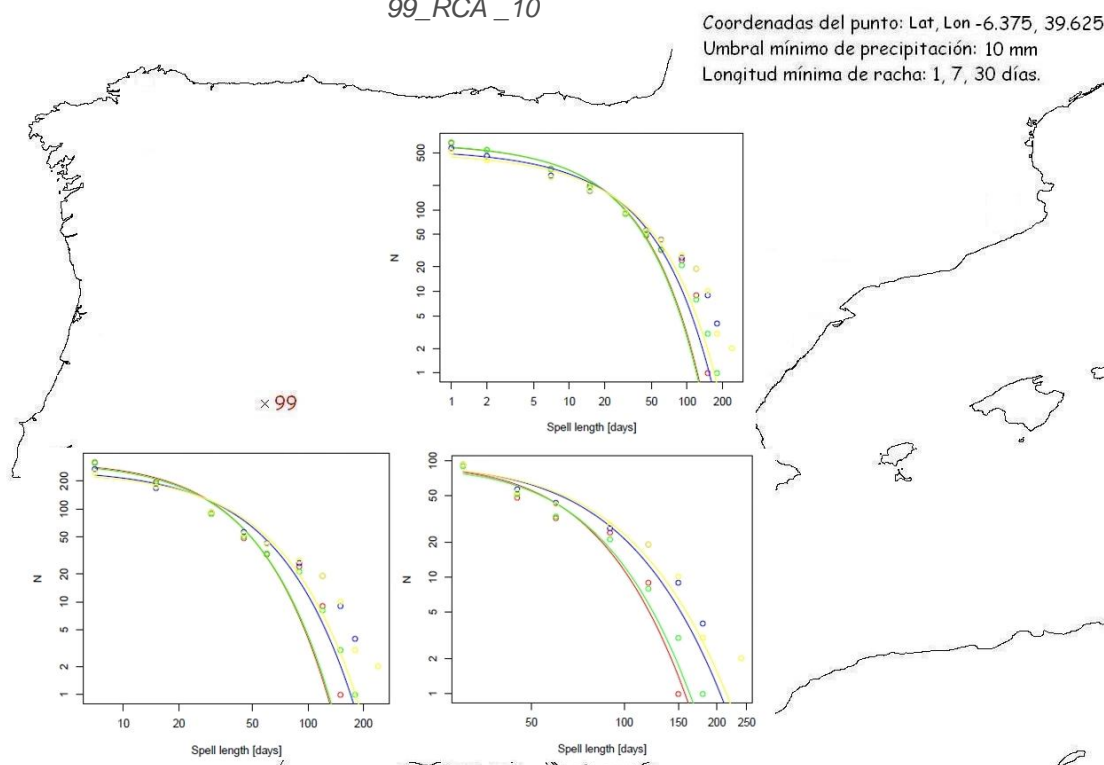 99_RCA _10
Coordenadas del punto: Lat, Lon -6.375, 39.625
Umbral mínimo de precipitación: 10 mm
Longitud mínima de racha: 1, 7, 30 días.
500
100
50
20
10
5
2
1
N
1 2 5 10 20 50 100 200
Spell length [days]
× 99
200
100
50
20
10
5
2
1
N
10 20 50 100 200
Spell length [days]
100
50
20
10
5
2
1
N
50 100 150 200 250
Spell length [days]